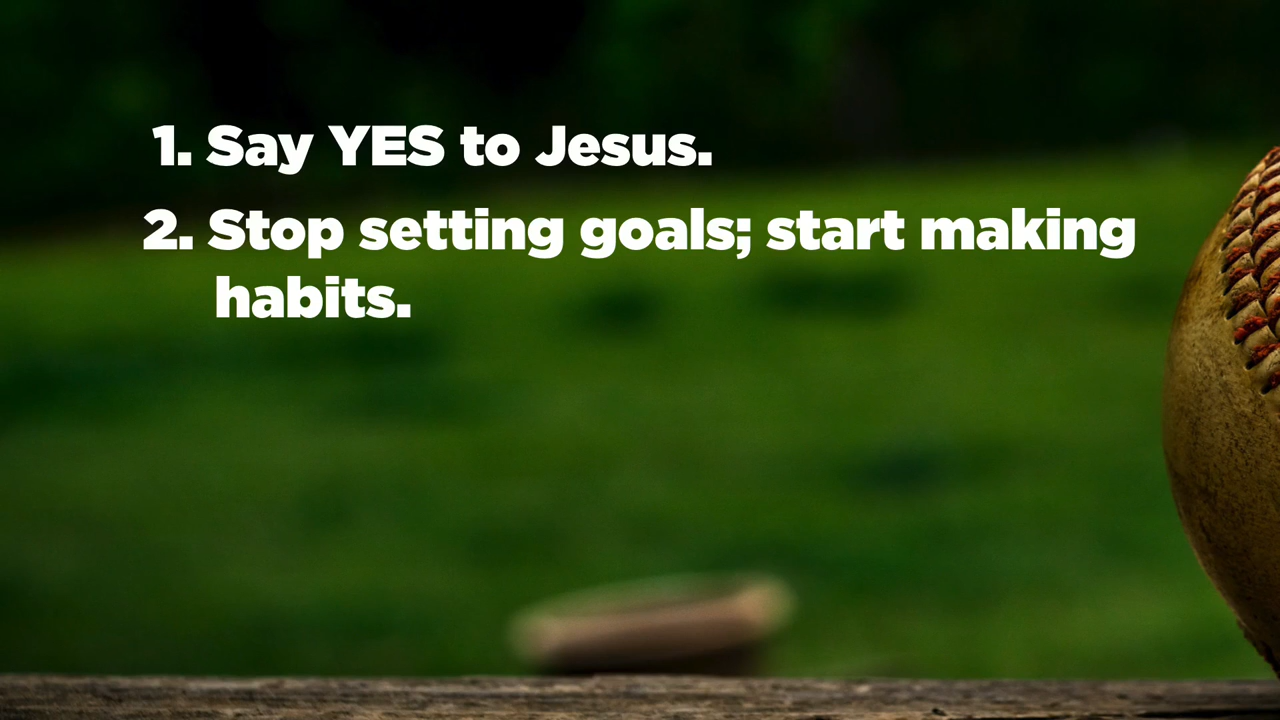 1. Say YES to Jesus.
2. Stop setting goals; start making
habits.